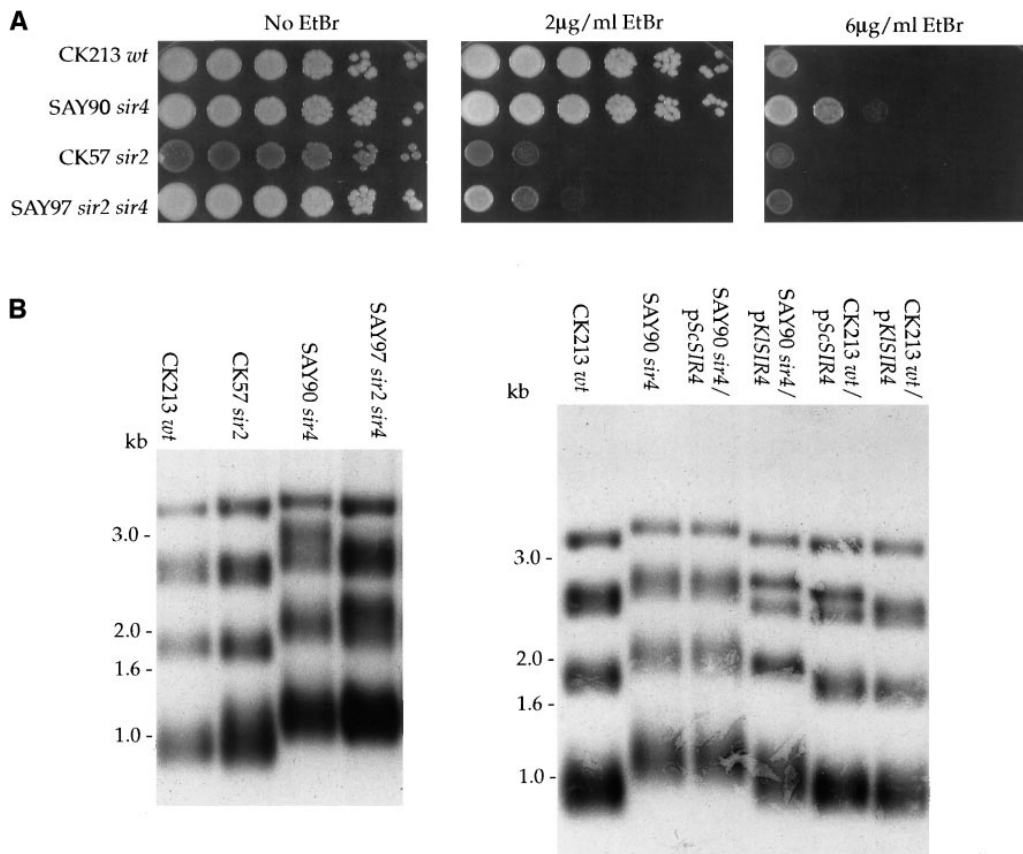 A
No EtBr
2µg/ml EtBr
6µg/ml EtBr
CK213 wt
SAY90 sir4
CK57 sir2
SAY97 sir2 sir4
B
kb
CK213 wt
CK57 sir2
SAY90 sir4
SAY97 sir2 sir4
3.0 -
2.0 -
1.6 -
1.0 -
kb
CK213 wt
SAY90 sir4
SAY90 sir4/
pScSIR4
SAY90 sir4/
pKlSIR4
CK213 wt/
pScSIR4
CK213 wt/
pKlSIR4
3.0 -
2.0 -
1.6 -
1.0 -